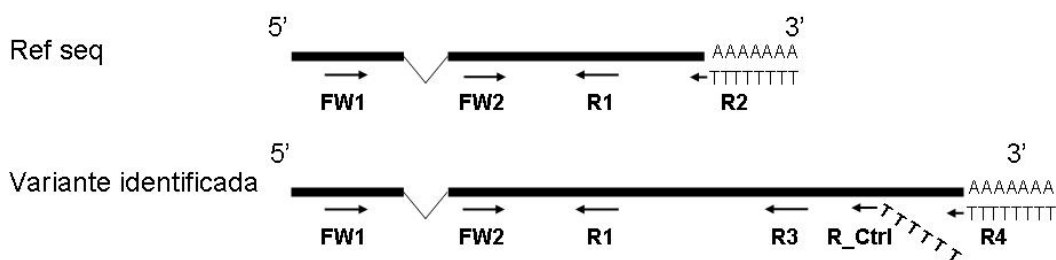 5' 3'
Ref seq AAAAAAA
TTTTTTTT
FW1 FW2 R1 R2
5' 3'
Variante identificada AAAAAAA
TTTTTTTT
TTTTTT
FW1 FW2 R1 R3 R_Ctrl R4